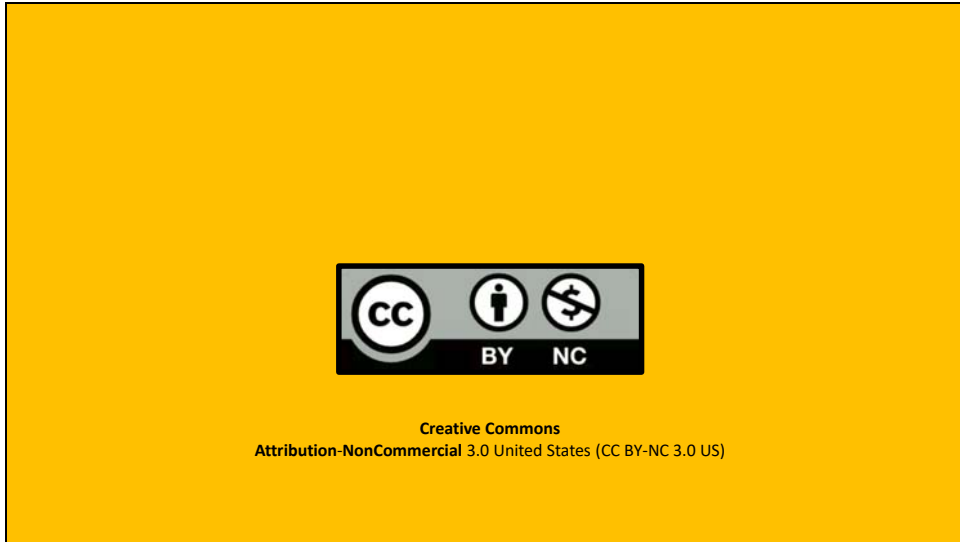 CC
BY NC
Creative Commons
Attribution-NonCommercial 3.0 United States (CC BY-NC 3.0 US)